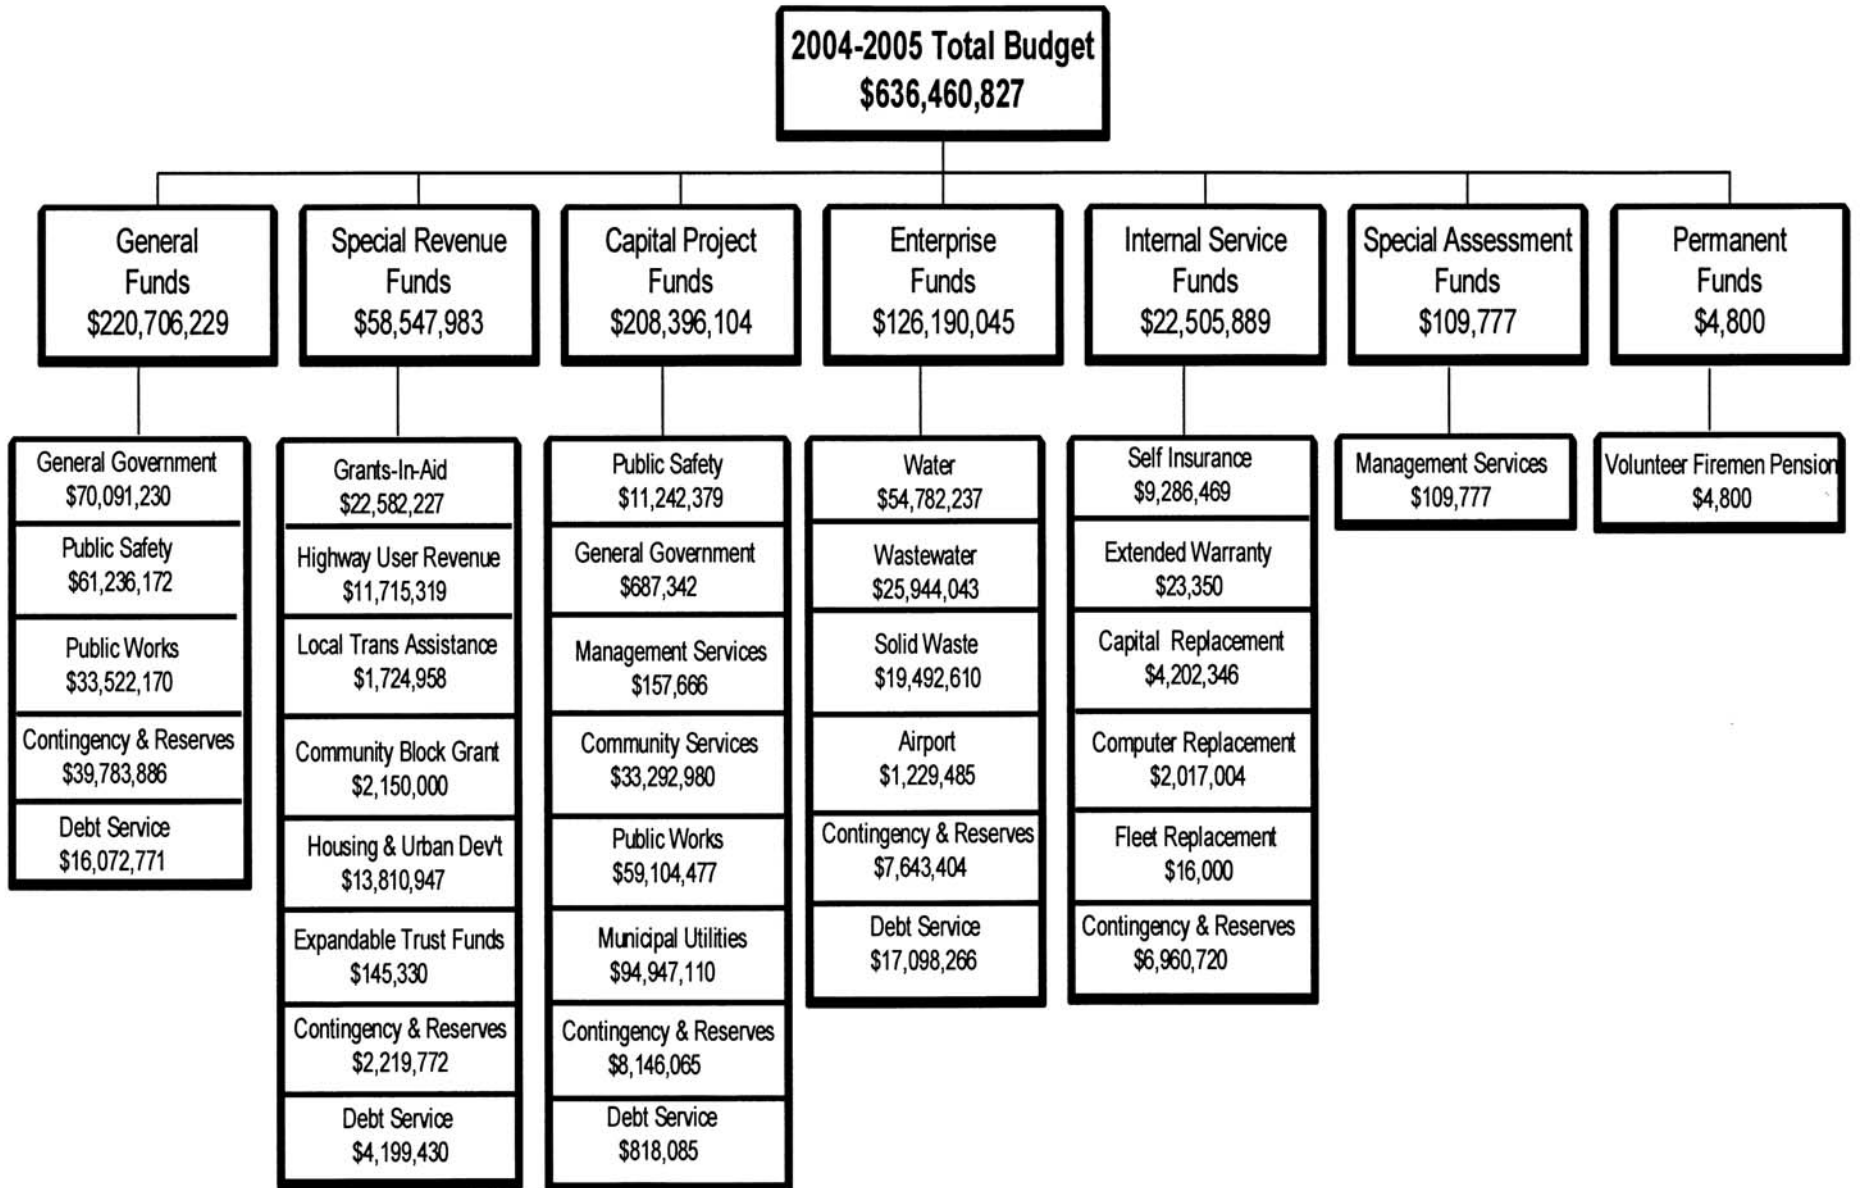 2004-2005 Total Budget
$636,460,827
General
Funds
$220,706,229
Special Revenue
Funds
$58,547,983
Capital Project
Funds
$208,396,104
Enterprise
Funds
$126,190,045
Internal Service
Funds
$22,505,889
Special Assessment
Funds
$109,777
Permanent
Funds
$4,800
General Government
$70,091,230
Public Safety
$61,236,172
Public Works
$33,522,170
Contingency & Reserves
$39,783,886
Debt Service
$16,072,771
Grants-In-Aid
$22,582,227
Highway User Revenue
$11,715,319
Local Trans Assistance
$1,724,958
Community Block Grant
$2,150,000
Housing & Urban Dev't
$13,810,947
Expandable Trust Funds
$145,330
Contingency & Reserves
$2,219,772
Debt Service
$4,199,430
Public Safety
$11,242,379
General Government
$687,342
Management Services
$157,666
Community Services
$33,292,980
Public Works
$59,104,477
Municipal Utilities
$94,947,110
Contingency & Reserves
$8,146,065
Debt Service
$818,085
Water
$54,782,237
Wastewater
$25,944,043
Solid Waste
$19,492,610
Airport
$1,229,485
Contingency & Reserves
$7,643,404
Debt Service
$17,098,266
Self Insurance
$9,286,469
Extended Warranty
$23,350
Capital Replacement
$4,202,346
Computer Replacement
$2,017,004
Fleet Replacement
$16,000
Contingency & Reserves
$6,960,720
Management Services
$109,777
Volunteer Firemen Pension
$4,800